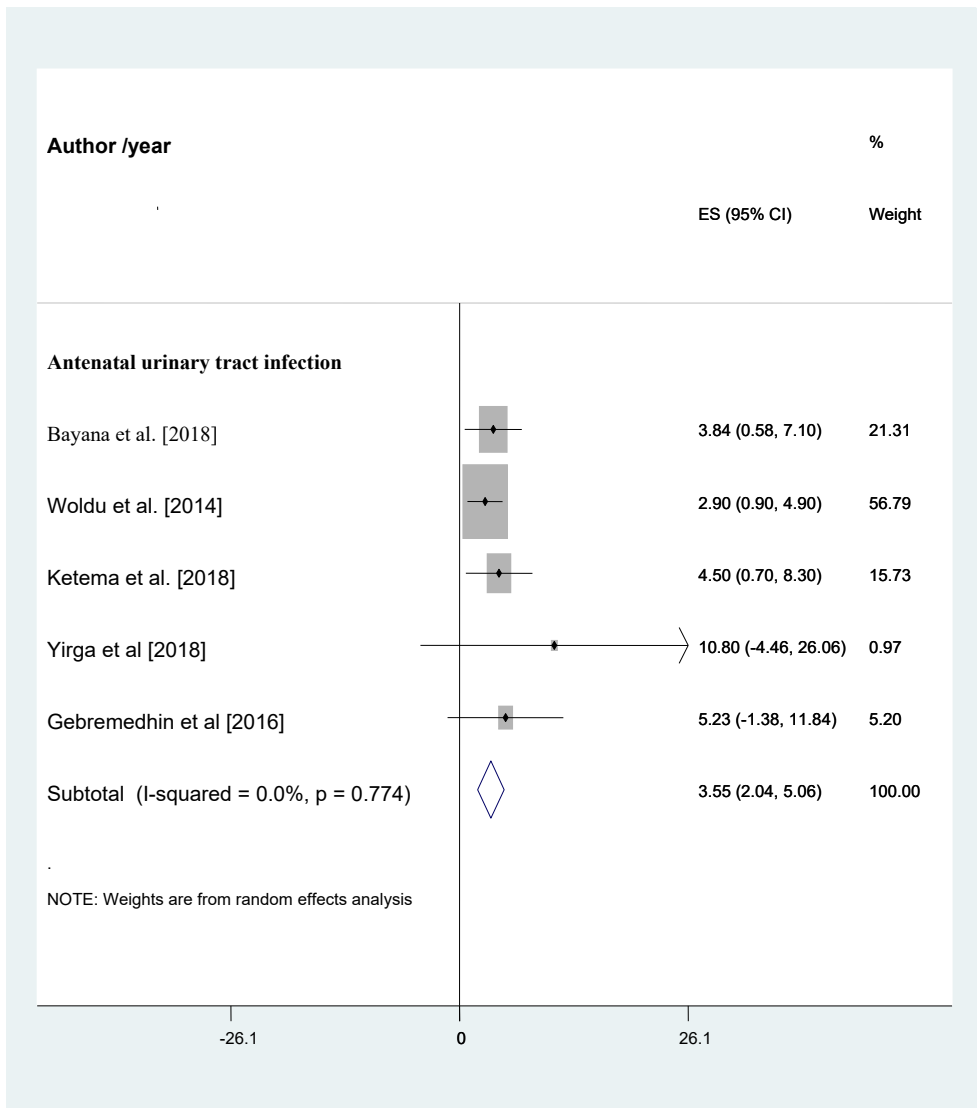 Author /year
%
ES (95% CI) Weight
Antenatal urinary tract infection
Bayana et al. [2018] 3.84 (0.58, 7.10) 21.31
Woldu et al. [2014] 2.90 (0.90, 4.90) 56.79
Ketema et al. [2018] 4.50 (0.70, 8.30) 15.73
Yirga et al [2018] 10.80 (-4.46, 26.06) 0.97
Gebremedhin et al [2016] 5.23 (-1.38, 11.84) 5.20
Subtotal (I-squared = 0.0%, p = 0.774) 3.55 (2.04, 5.06) 100.00
.
NOTE: Weights are from random effects analysis
-26.1 0 26.1